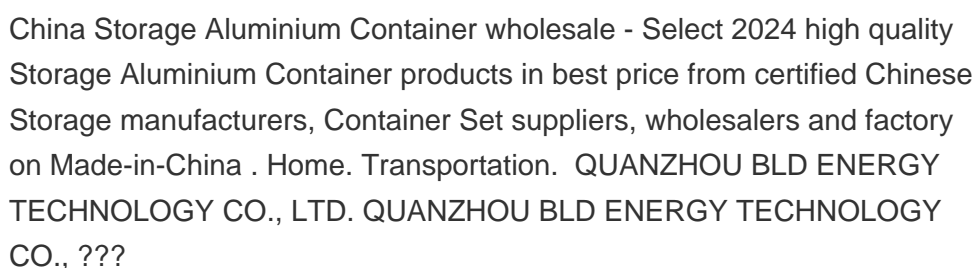 China Storage Aluminium Container wholesale - Select 2024 high quality
Storage Aluminium Container products in best price from certified Chinese
Storage manufacturers, Container Set suppliers, wholesalers and factory
on Made-in-China . Home. Transportation.  QUANZHOU BLD ENERGY
TECHNOLOGY CO., LTD. QUANZHOU BLD ENERGY TECHNOLOGY
CO., ???